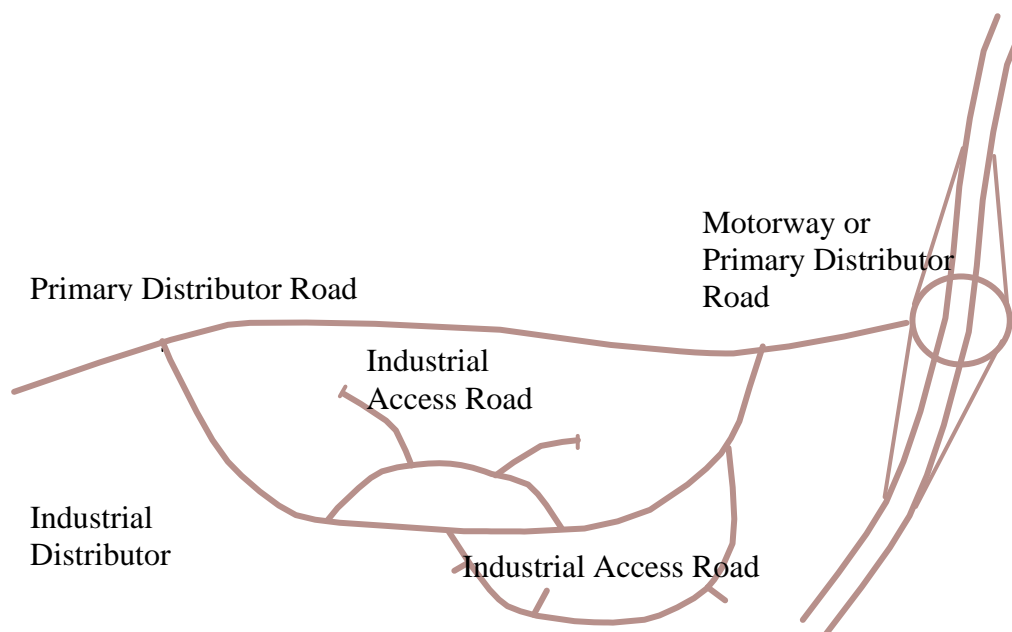 Motorway or
Primary Distributor
Road
Primary Distributor Road
Industrial
Access Road
Industrial
Distributor
Industrial Access Road